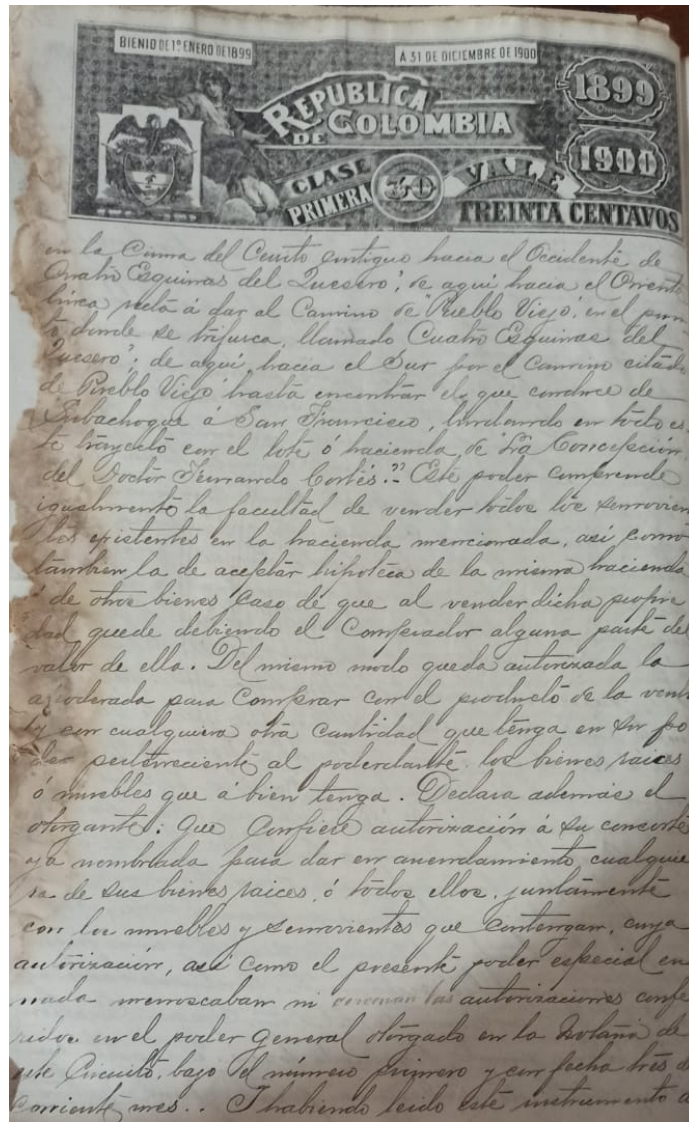 BIENIO DE 1º ENERO DE 1899
A 31 DE DICIEMBRE DE 1900
REPUBLICA
DE COLOMBIA
1899
1900
CLASE
PRIMERA
30
VALE
TREINTA CENTAVOS
en la Cima del Cerrito antiguo hacia el Occidente de
Cuatro Esquinas del Quesero", de aquí hacia el Oriente
línea recta á dar al Camino de "Pueblo Viejo", en el pun-
to donde se trifurca, llamado Cuatro Esquinas del
Quesero"; de aquí, hacia el Sur por el Camino citado
de Pueblo Viejo hasta encontrar el que conduce de
Subachoque á San Francisco, lindando en todo es-
te trayecto con el lote ó hacienda de "La Concepción
del Doctor Fernando Cortés." Este poder comprende
igualmente la facultad de vender todos los semovien
tes existentes en la hacienda mencionada, así como
tambien la de aceptar hipoteca de la misma hacienda
ó de otros bienes caso de que al vender dicha propie
dad quede debiendo el Comprador alguna parte del
valor de ella. Del mismo modo queda autorizada la
apoderada para Comprar con el producto de la venta
y con cualquiera otra cantidad que tenga en su po
der perteneciente al poderdante los bienes raices
ó muebles que á bien tenga. Declara además el
otorgante: Que Confiere autorización á su consorte
ya nombrada para dar en arrendamiento cualquie
ra de sus bienes raices, ó todos ellos, juntamente
con los muebles y semovientes que contengan, cuya
autorización, así como el presente poder especial en
nada menoscaban ni cercenan las autorizaciones confe
ridas en el poder General otorgado en la Notaría de
este Circuito, bajo el número primero y con fecha trés d
corriente mes.. I habiendo leido este instrumento a